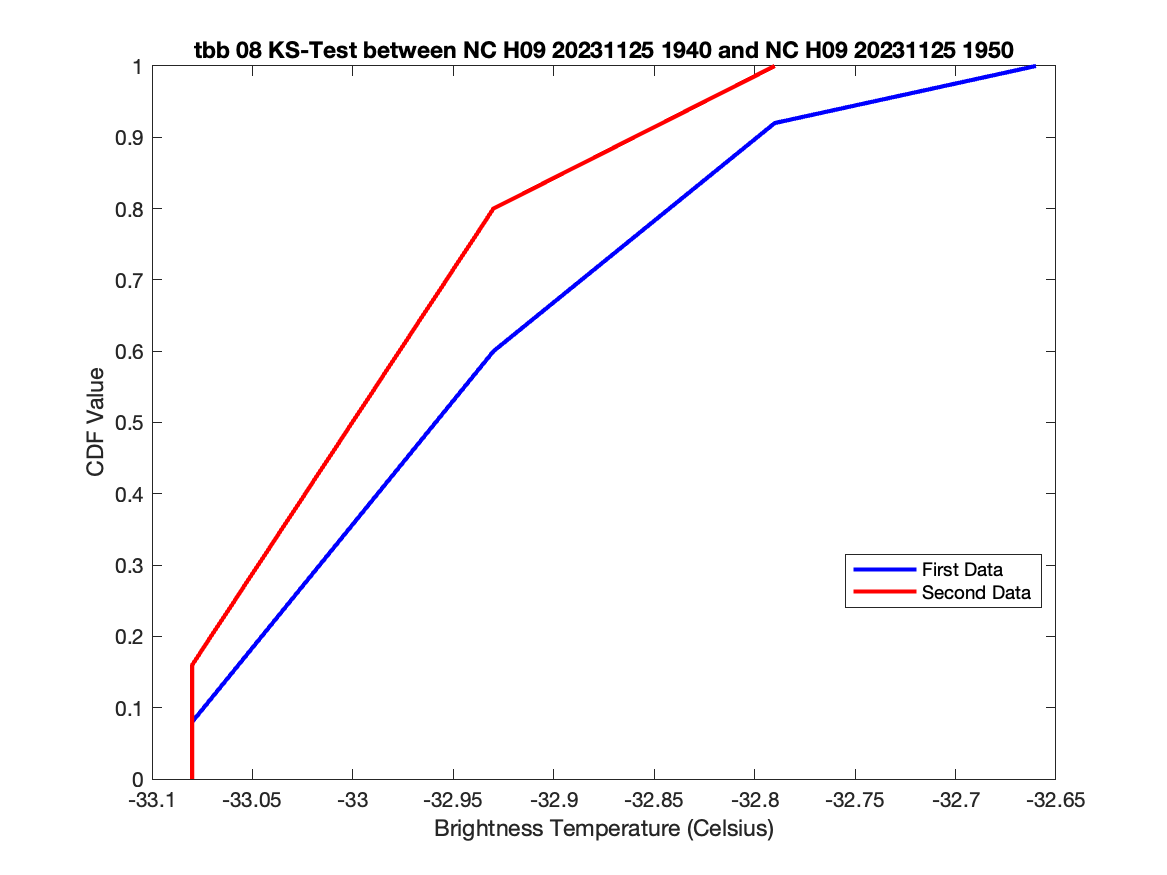 tbb 08 KS-Test between NC H09 20231125 1940 and NC H09 20231125 1950
1
0.9
0.8
0.7
0.6
0.5
0.4
0.3
0.2
0.1
0
CDF Value
First Data
Second Data
-33.1 -33.05 -33 -32.95 -32.9 -32.85 -32.8 -32.75 -32.7 -32.65
Brightness Temperature (Celsius)